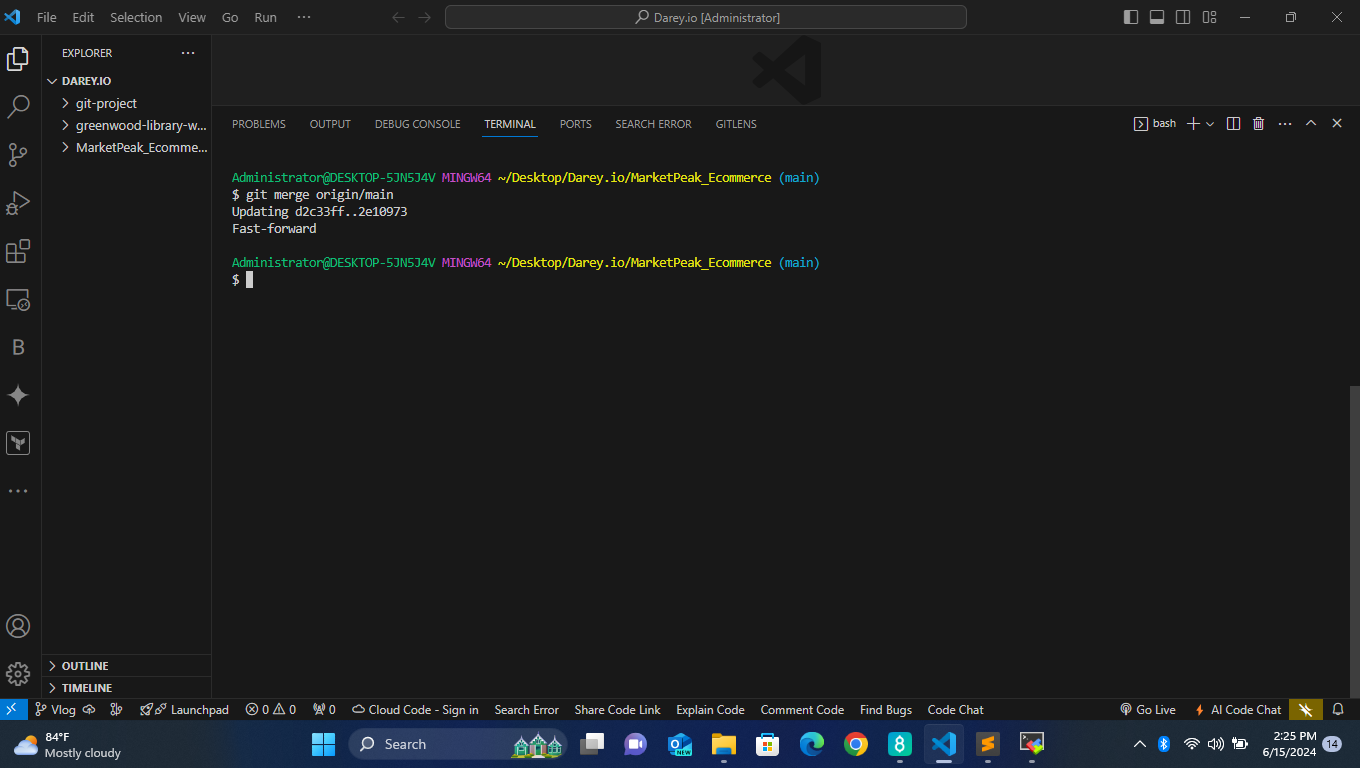 File Edit Selection View Go Run ···
Darey.io [Administrator]
EXPLORER ···
DAREY.IO
git-project
greenwood-library-w...
MarketPeak_Ecomme...
PROBLEMS OUTPUT DEBUG CONSOLE TERMINAL PORTS SEARCH ERROR GITLENS
bash
Administrator@DESKTOP-5JN5J4V MINGW64 ~/Desktop/Darey.io/MarketPeak_Ecommerce (main)
$ git merge origin/main
Updating d2c33ff..2e10973
Fast-forward
Administrator@DESKTOP-5JN5J4V MINGW64 ~/Desktop/Darey.io/MarketPeak_Ecommerce (main)
$
B
OUTLINE
TIMELINE
Vlog Launchpad 0 0 0 Cloud Code - Sign in Search Error Share Code Link Explain Code Comment Code Find Bugs Code Chat Go Live AI Code Chat
84°F
Mostly cloudy
Search
NEW
8
2:25 PM
6/15/2024
14